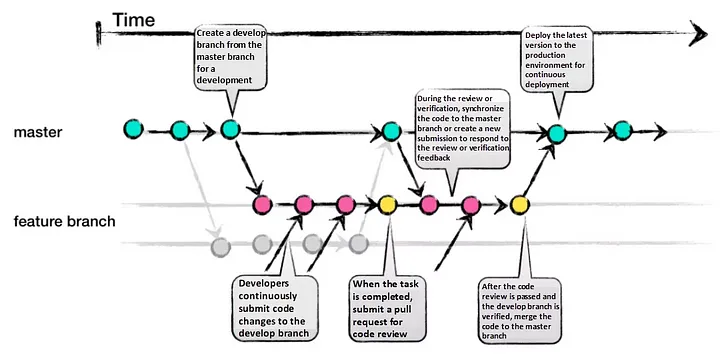 Time
Create a develop
branch from the
master branch
for a
development
Deploy the latest
version to the
production
environment for
continuous
deployment
During the review or
verification, synchronize
the code to the master
branch or create a new
submission to respond to
the review or verification
feedback
master
feature branch
Developers
continuously
submit code
changes to the
develop branch
When the task
is completed,
submit a pull
request for
code review
After the code
review is passed and
the develop branch is
verified, merge the
code to the master
branch